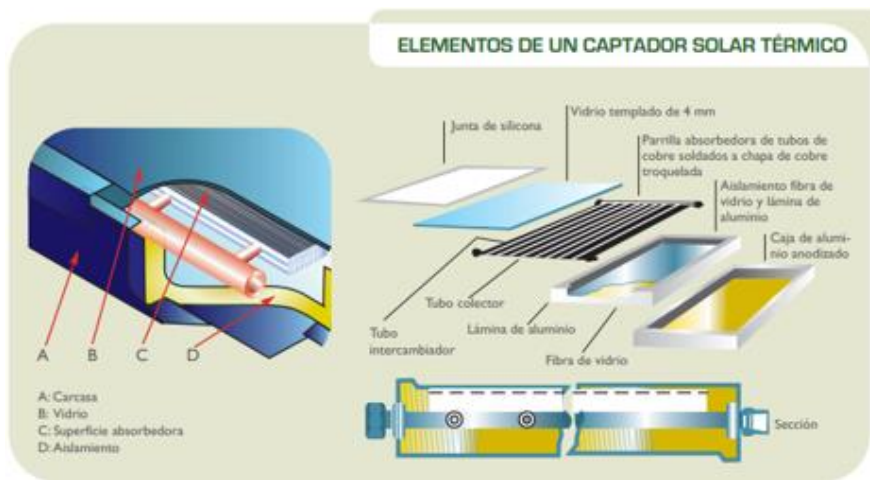 ELEMENTOS DE UN CAPTADOR SOLAR TÉRMICO
Junta de silicona
Vidrio templado de 4 mm
Parrilla absorbedora de tubos de
cobre soldados a chapa de cobre
troquelada
Aislamiento fibra de
vidrio y lámina de
aluminio
Caja de alumi-
nio anodizado
Tubo colector
Tubo
intercambiador
Lámina de aluminio
Fibra de vidrio
A B C D
A: Carcasa
B: Vidrio
C: Superficie absorbedora
D: Aislamiento
Sección